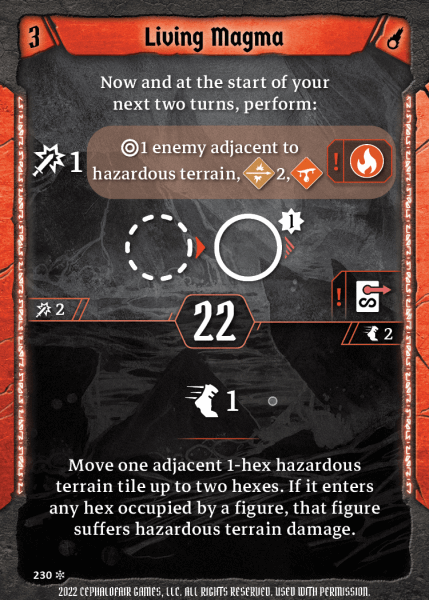 3
Living Magma
Now and at the start of your
next two turns, perform:
1
1 enemy adjacent to
hazardous terrain, 2,
!
1
!
2
22
2
1
Move one adjacent 1-hex hazardous
terrain tile up to two hexes. If it enters
any hex occupied by a figure, that figure
suffers hazardous terrain damage.
230
2022 CEPHALOFAIR GAMES, LLC. ALL RIGHTS RESERVED. USED WITH PERMISSION.